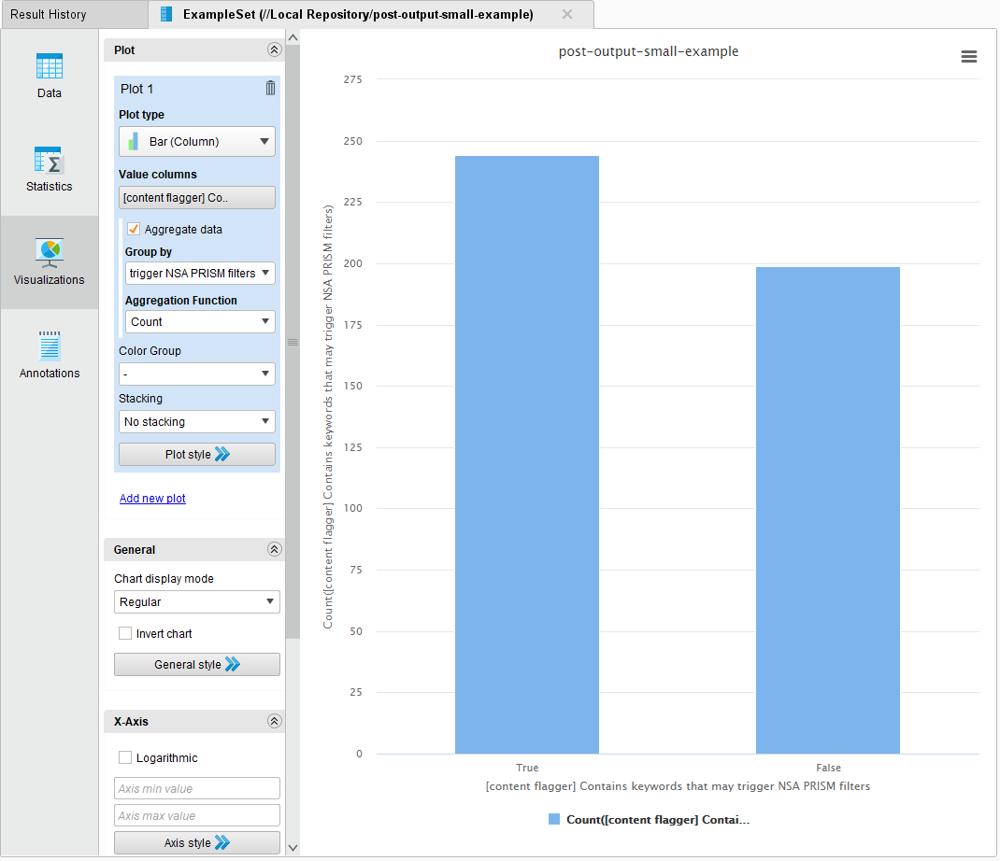 Result History
ExampleSet (//Local Repository/post-output-small-example)
Data
Statistics
Visualizations
Annotations
Plot
Plot 1
Plot type
Bar (Column)
Value columns
[content flagger] Co..
Aggregate data
Group by
trigger NSA PRISM filters
Aggregation Function
Count
Color Group
-
Stacking
No stacking
Plot style
Add new plot
General
Chart display mode
Regular
Invert chart
General style
X-Axis
Logarithmic
Axis min value
Axis max value
Axis style
post-output-small-example
Count([content flagger] Contains keywords that may trigger NSA PRISM filters)
275
250
225
200
175
150
125
100
75
50
25
0
True
False
[content flagger] Contains keywords that may trigger NSA PRISM filters
Count([content flagger] Contai...